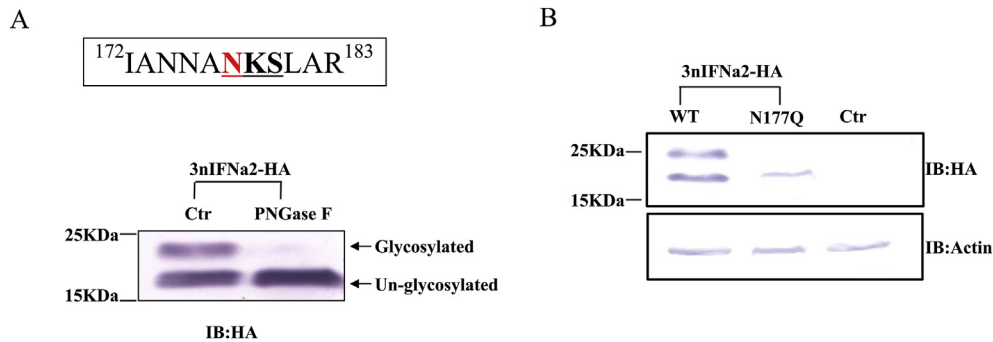 A
172IANNANKSLAR183
3nIFNa2-HA
Ctr PNGase F
25KDa
Glycosylated
Un-glycosylated
15KDa
IB:HA
B
3nIFNa2-HA
WT N177Q Ctr
25KDa
IB:HA
15KDa
IB:Actin